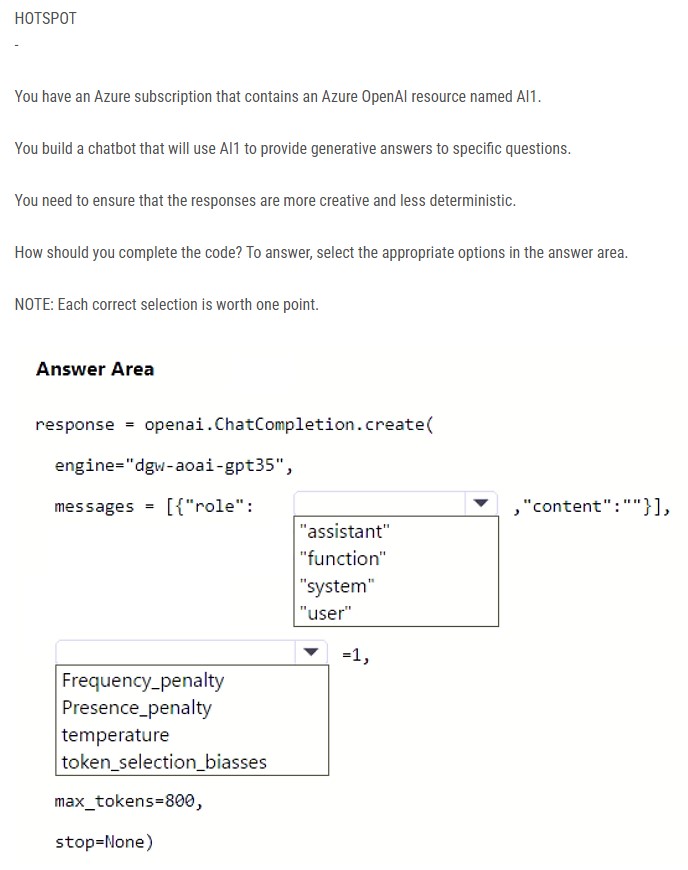 HOTSPOT
-
You have an Azure subscription that contains an Azure OpenAI resource named AI1.
You build a chatbot that will use AI1 to provide generative answers to specific questions.
You need to ensure that the responses are more creative and less deterministic.
How should you complete the code? To answer, select the appropriate options in the answer area.
NOTE: Each correct selection is worth one point.
Answer Area
response = openai.ChatCompletion.create(
engine="dgw-aoai-gpt35",
messages = [{"role": ,"content":""}],
"assistant"
"function"
"system"
"user"
=1,
Frequency_penalty
Presence_penalty
temperature
token_selection_biasses
max_tokens=800,
stop=None)